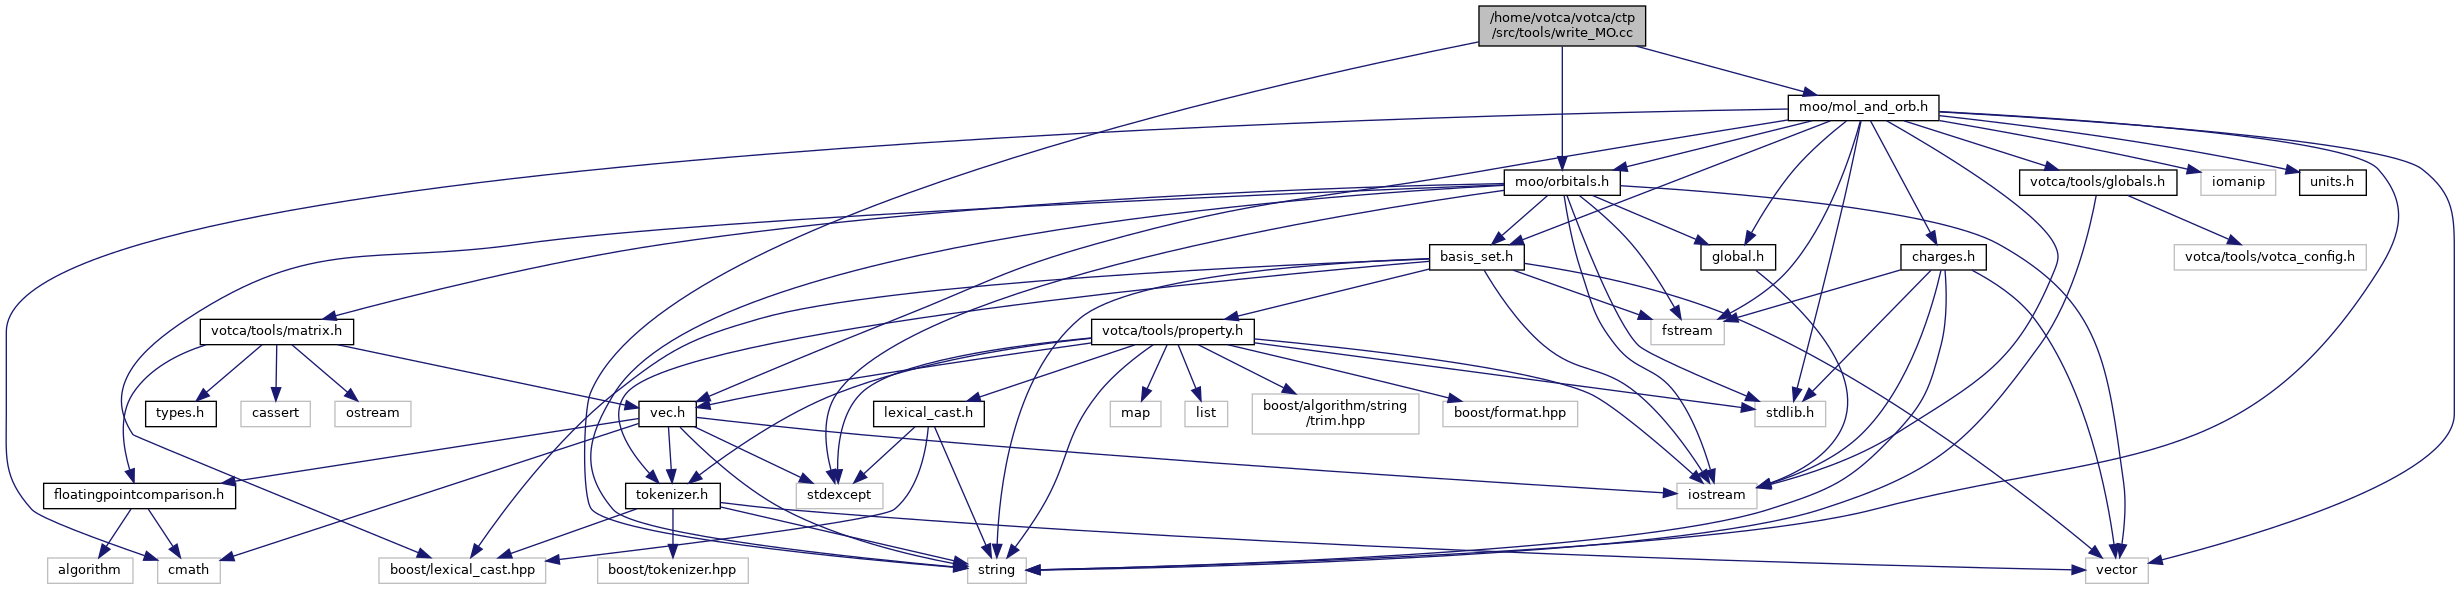 /home/votca/votca/ctp
/src/tools/write_MO.cc
moo/mol_and_orb.h
moo/orbitals.h
votca/tools/globals.h
iomanip
units.h
basis_set.h
global.h
charges.h
votca/tools/votca_config.h
votca/tools/matrix.h
votca/tools/property.h
fstream
types.h
cassert
ostream
vec.h
lexical_cast.h
map
list
boost/algorithm/string
/trim.hpp
boost/format.hpp
stdlib.h
floatingpointcomparison.h
tokenizer.h
stdexcept
iostream
algorithm
cmath
boost/lexical_cast.hpp
boost/tokenizer.hpp
string
vector